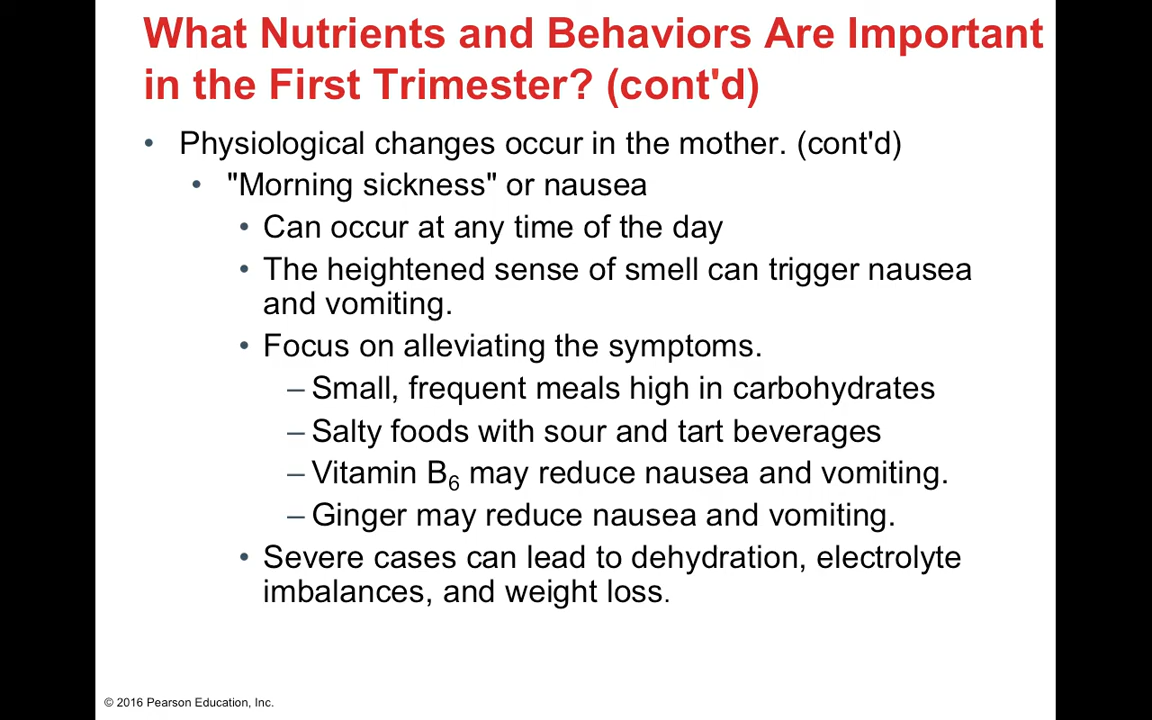 What Nutrients and Behaviors Are Important
in the First Trimester? (cont'd)
• Physiological changes occur in the mother. (cont'd)
• "Morning sickness" or nausea
• Can occur at any time of the day
• The heightened sense of smell can trigger nausea
and vomiting.
• Focus on alleviating the symptoms.
– Small, frequent meals high in carbohydrates
– Salty foods with sour and tart beverages
– Vitamin B₆ may reduce nausea and vomiting.
– Ginger may reduce nausea and vomiting.
• Severe cases can lead to dehydration, electrolyte
imbalances, and weight loss.
© 2016 Pearson Education, Inc.